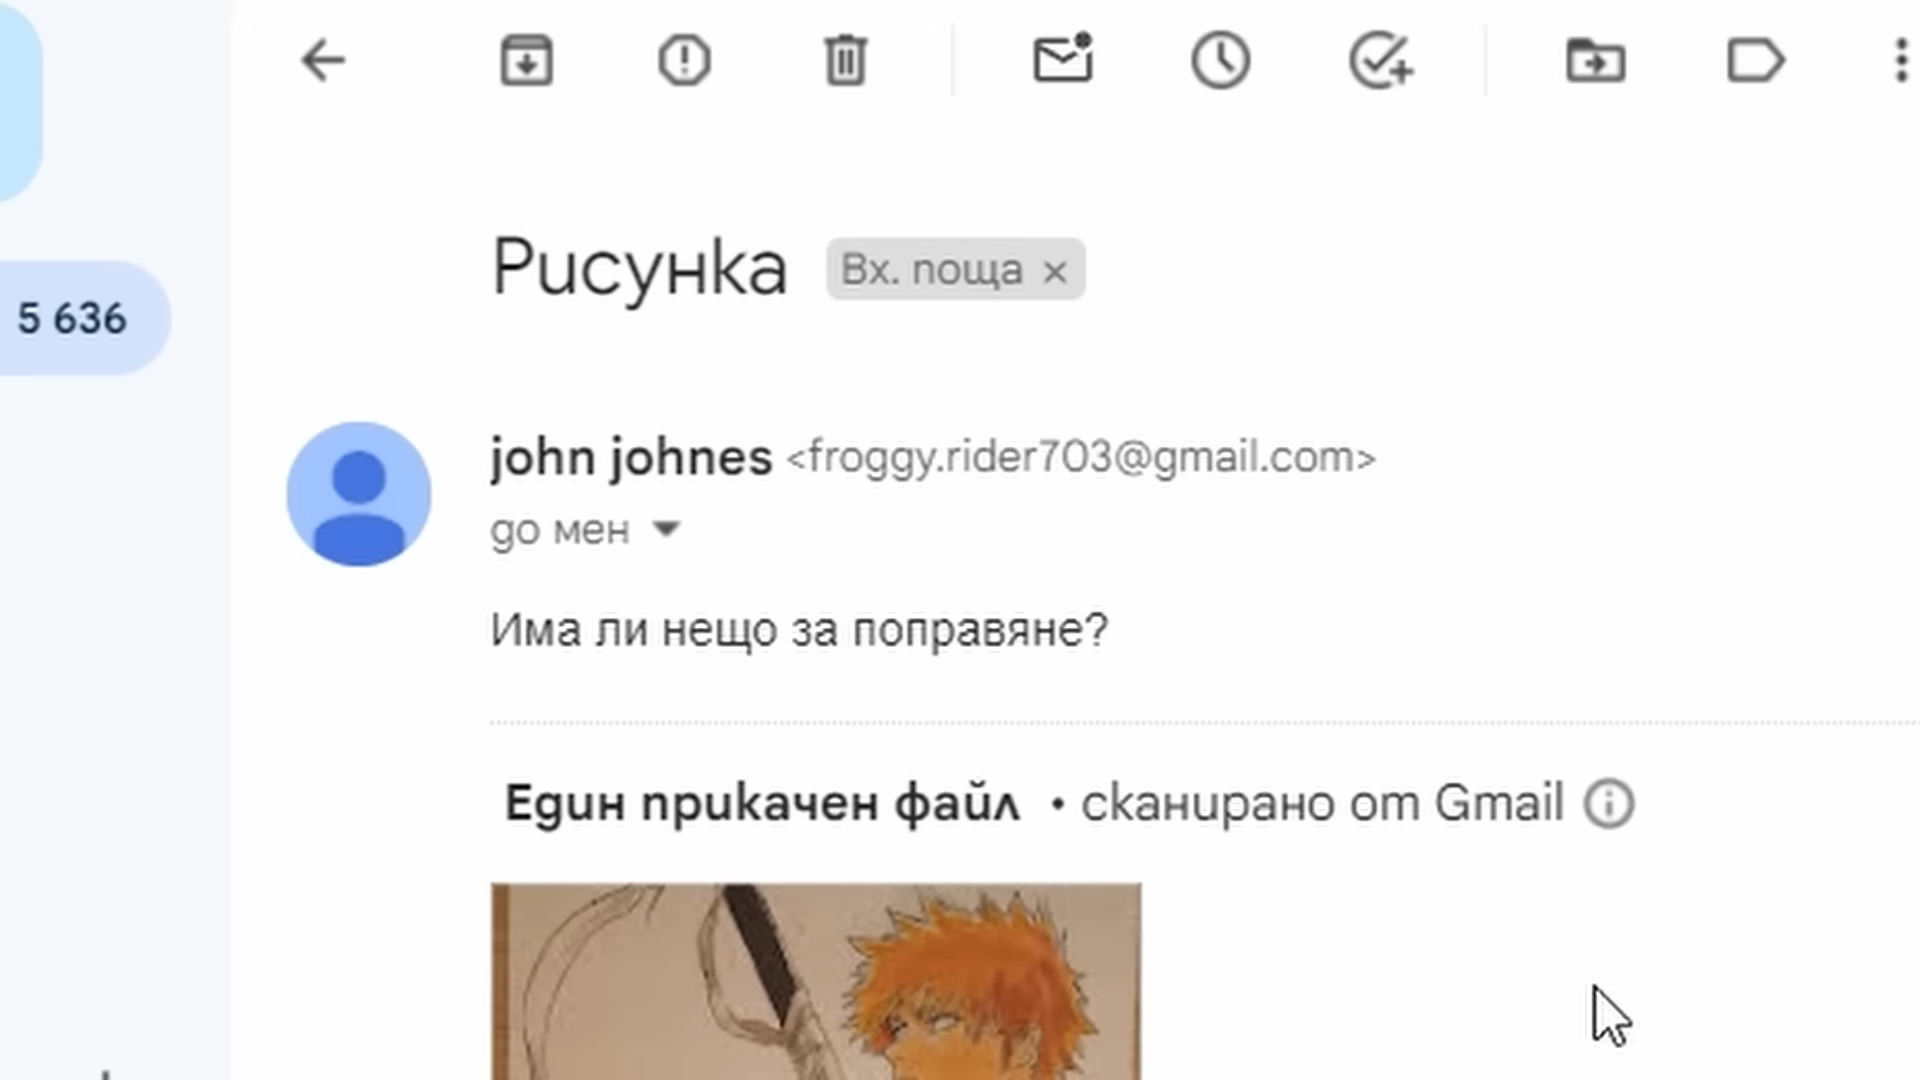 Рисунка Вх. поща ×
5 636
john johnes <froggy.rider703@gmail.com>
до мен
Има ли нещо за поправяне?
Един прикачен файл • сканирано от Gmail